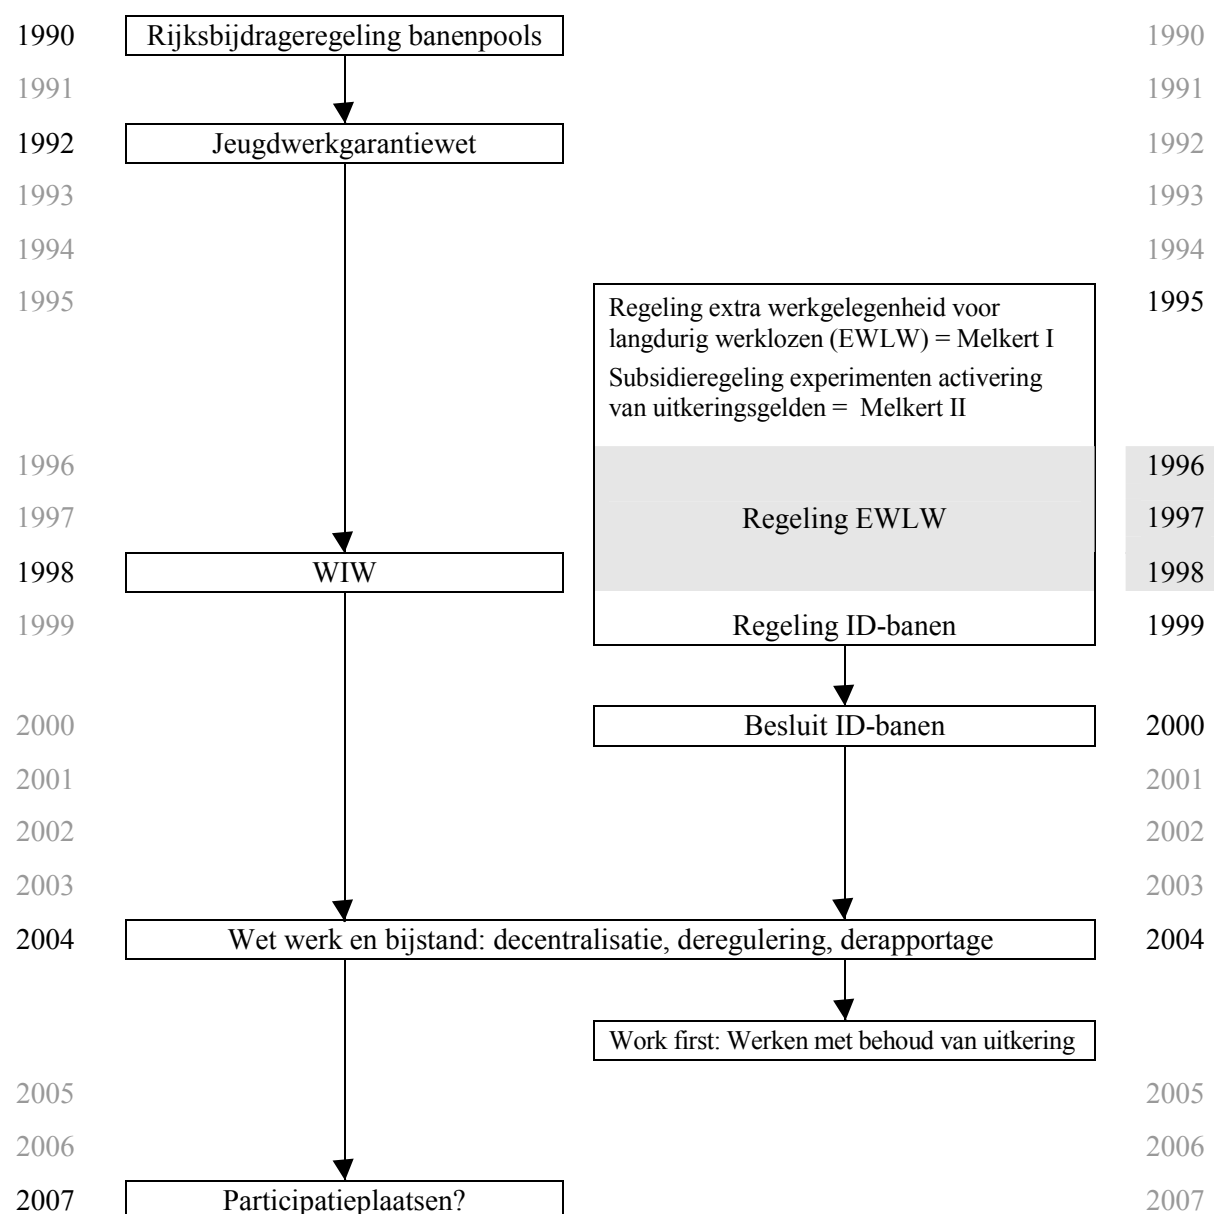 1990 Rijksbijdrageregeling banenpools 1990
1991 1991
1992 Jeugdwerkgarantiewet 1992
1993 1993
1994 1994
1995 Regeling extra werkgelegenheid voor 1995
langdurig werklozen (EWLW) = Melkert I
Subsidieregeling experimenten activering
van uitkeringsgelden = Melkert II
1996 1996
1997 Regeling EWLW 1997
1998 WIW 1998
1999 Regeling ID-banen 1999
2000 Besluit ID-banen 2000
2001 2001
2002 2002
2003 2003
2004 Wet werk en bijstand: decentralisatie, deregulering, derapportage 2004
Work first: Werken met behoud van uitkering
2005 2005
2006 2006
2007 Participatieplaatsen? 2007